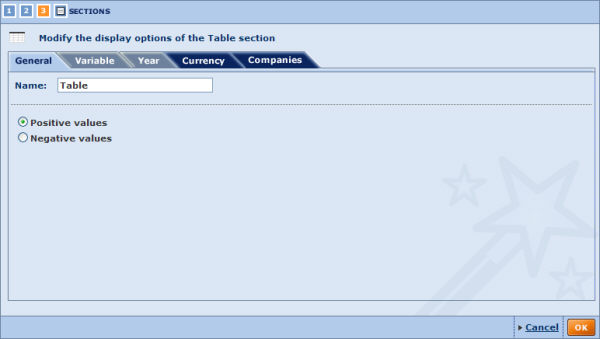 1 2 3 SECTIONS
Modify the display options of the Table section
General Variable Year Currency Companies
Name: Table
Positive values
Negative values
Cancel OK